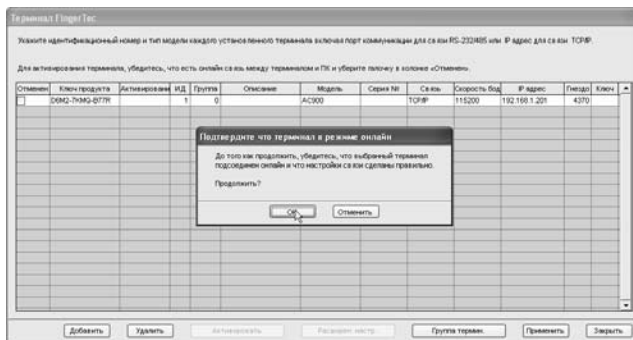 Терминал FingerTec
Укажите идентификационный номер и тип модели каждого установленного терминала включая порт коммуникации для связи RS-232/485 или IP адрес для связи TCP/IP.
Для активирования терминала, убедитесь, что есть онлайн связь между терминалом и ПК и уберите галочку в колонке «Отменен».
Отменен Ключ продукта Активирован ИД Группа Описание Модель Серия № Связь Скорость бод IP адрес Гнездо Ключ
1 0 AC900 TCP/IP 115200 192.168.1.201 4370
Подтвердите что терминал в режиме онлайн
До того как продолжить, убедитесь, что выбранный терминал
подсоединен онлайн и что настройки связи сделаны правильно.
Продолжить?
OK Отменить
Добавить Удалить Активировать Расширен. настр. Группа термин. Применить Закрыть